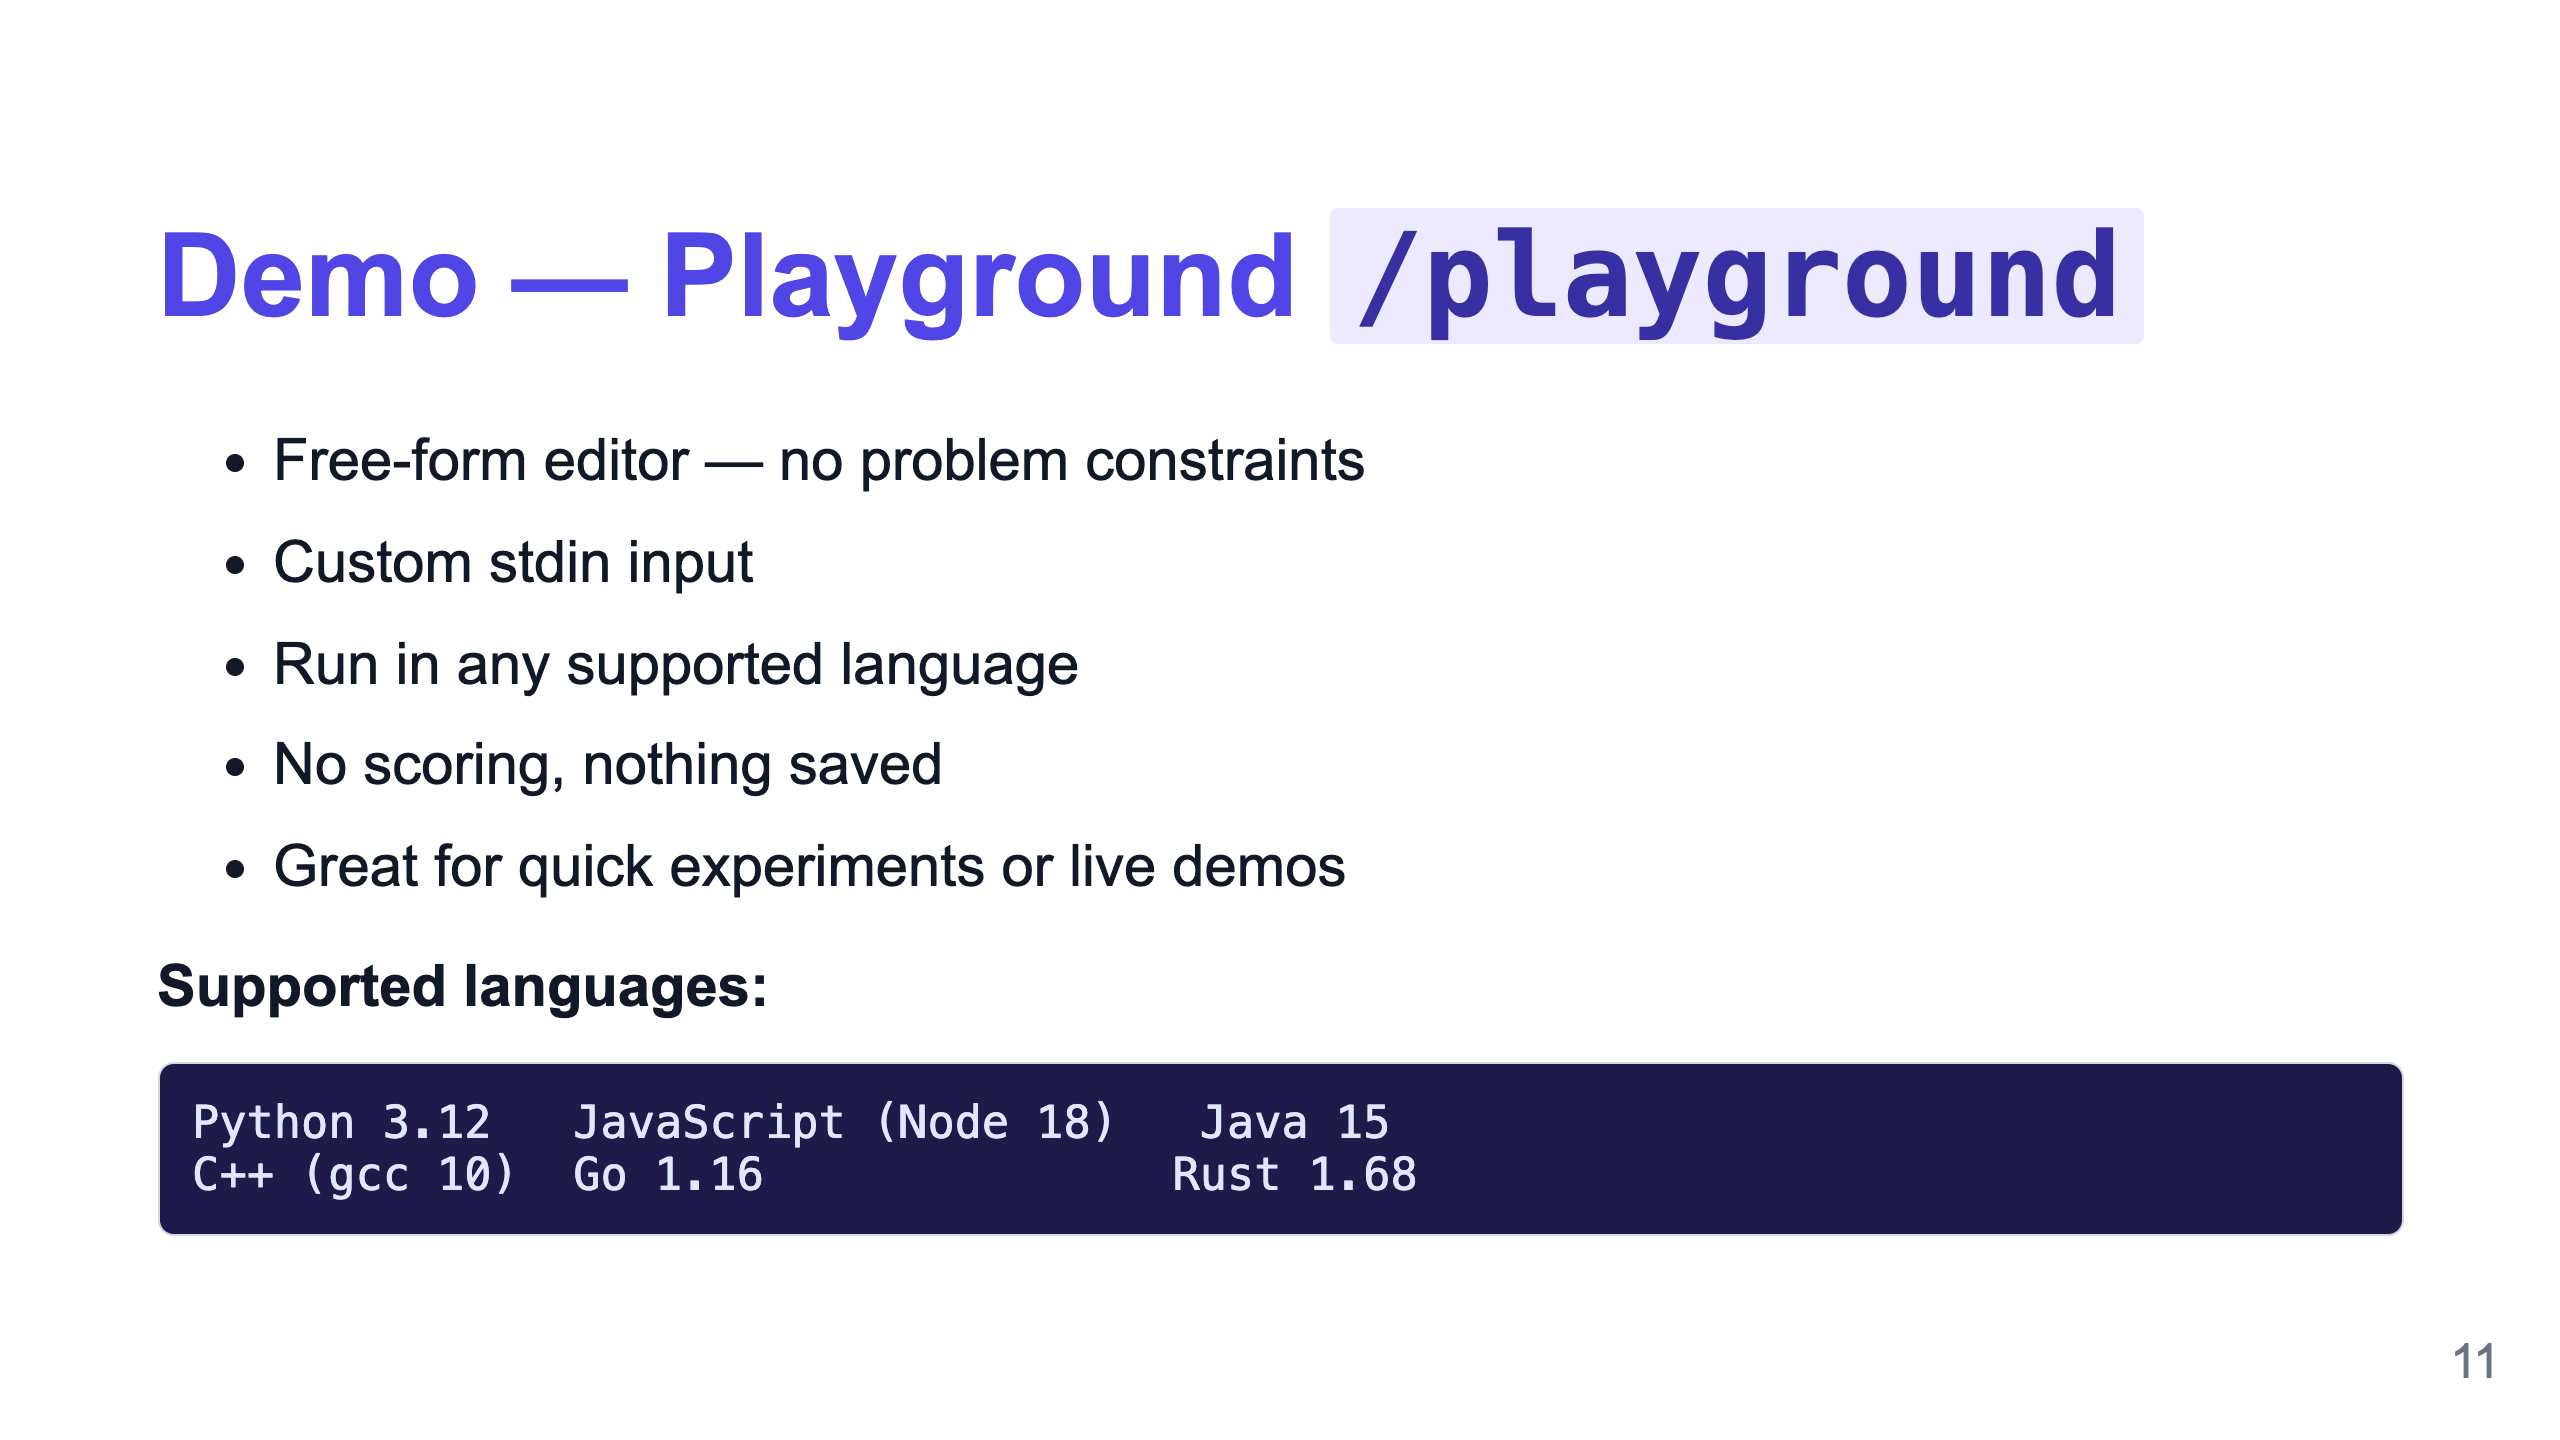 Demo — Playground /playground
• Free-form editor — no problem constraints
• Custom stdin input
• Run in any supported language
• No scoring, nothing saved
• Great for quick experiments or live demos
Supported languages:
Python 3.12   JavaScript (Node 18)   Java 15
C++ (gcc 10)  Go 1.16               Rust 1.68
11